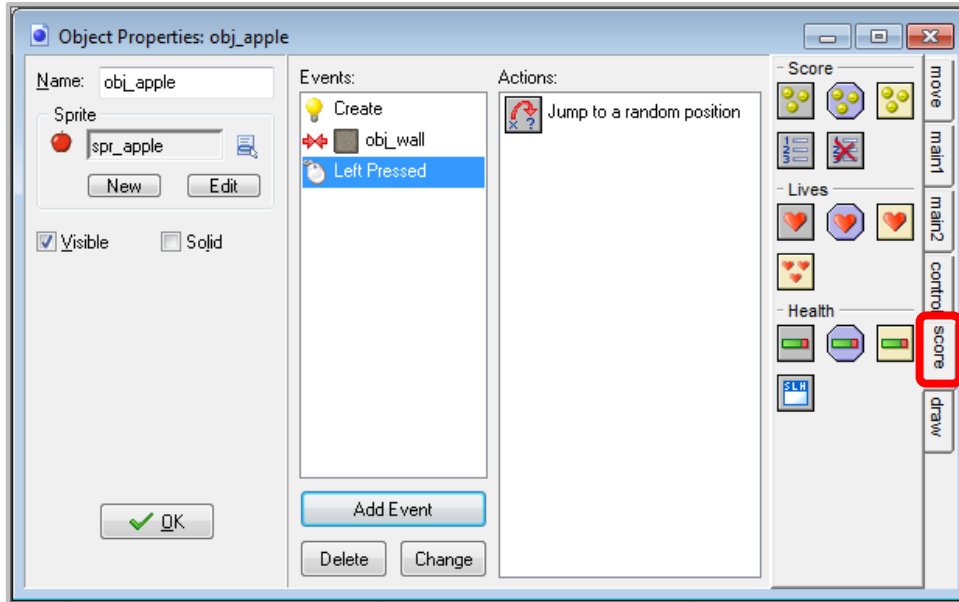 Object Properties: obj_apple
Name: obj_apple
Sprite
spr_apple
New Edit
Visible Solid
OK
Events:
Create
obj_wall
Left Pressed
Add Event
Delete Change
Actions:
Jump to a random position
Score
Lives
Health
SLH
move
main1
main2
control
score
draw